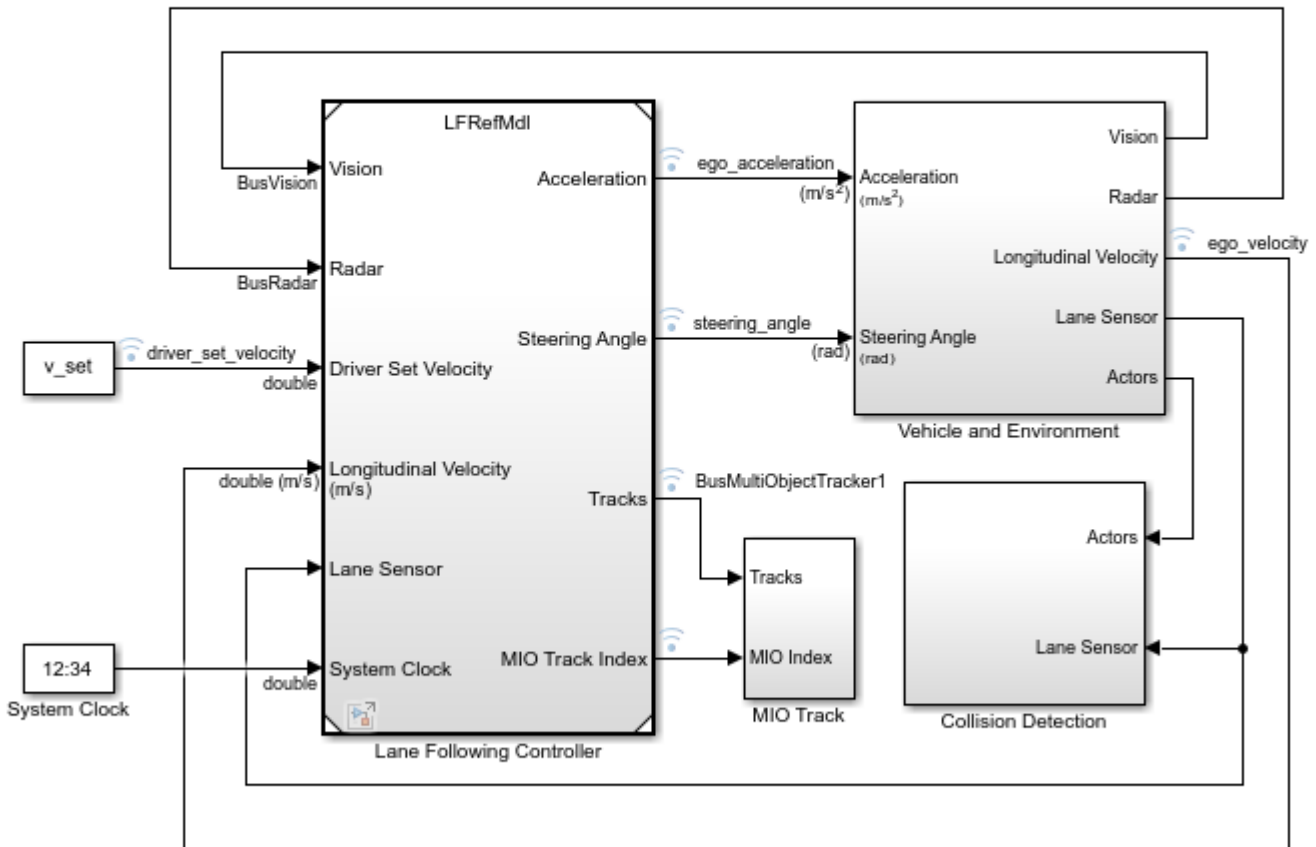 LFRefMdl
Vision
BusVision
Radar
BusRadar
v_set
driver_set_velocity
double
Driver Set Velocity
double (m/s)
Longitudinal Velocity
(m/s)
Lane Sensor
12:34
System Clock
double
System Clock
Acceleration
Steering Angle
Tracks
MIO Track Index
Lane Following Controller
ego_acceleration
(m/s²)
steering_angle
(rad)
BusMultiObjectTracker1
Acceleration
(m/s²)
Steering Angle
(rad)
Vision
Radar
Longitudinal Velocity
Lane Sensor
Actors
Vehicle and Environment
ego_velocity
Tracks
MIO Index
MIO Track
Actors
Lane Sensor
Collision Detection